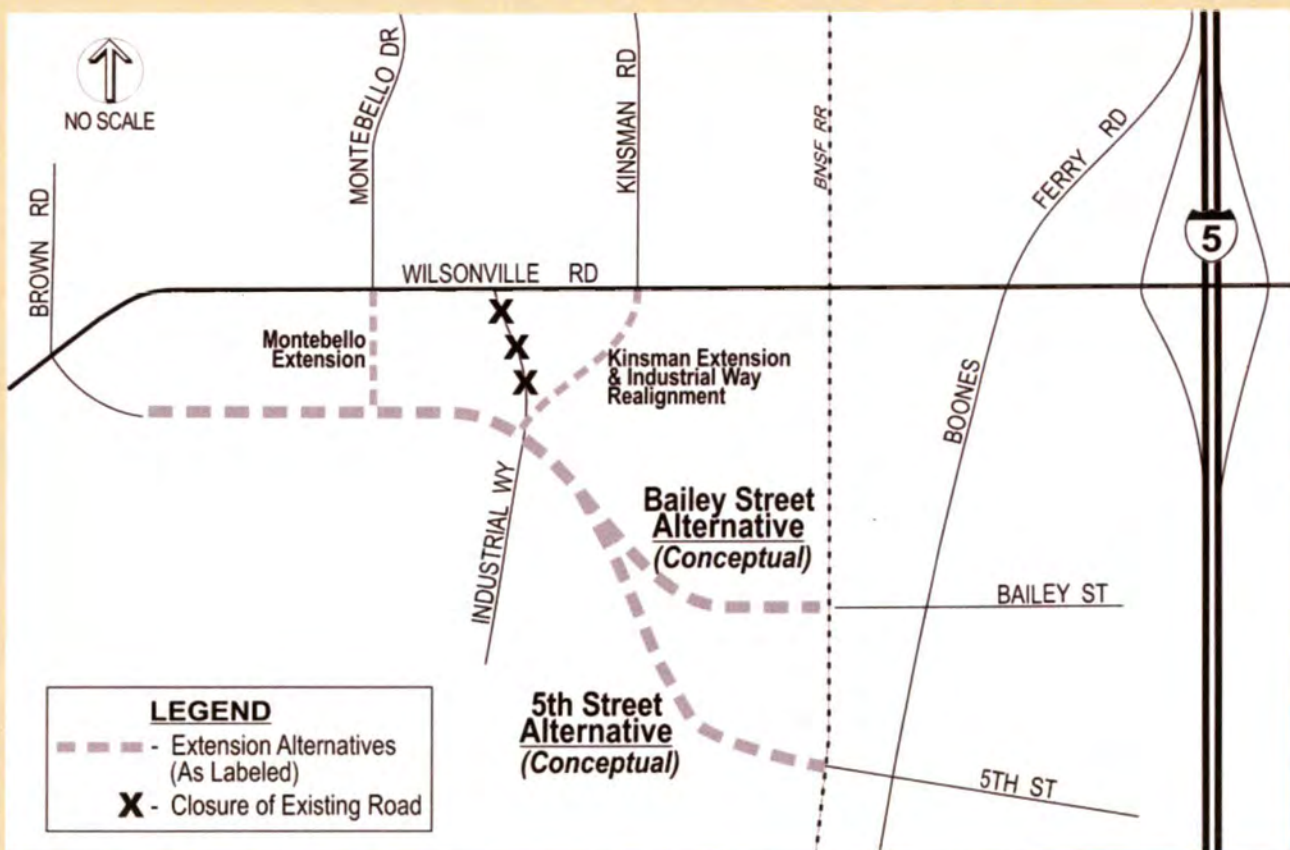 NO SCALE
BROWN RD
MONTEBELLO DR
KINSMAN RD
BNSF RR
FERRY RD
5
WILSONVILLE RD
Montebello
Extension
Kinsman Extension
& Industrial Way
Realignment
BOONES
INDUSTRIAL WY
Bailey Street
Alternative
(Conceptual)
BAILEY ST
5th Street
Alternative
(Conceptual)
5TH ST
LEGEND
- Extension Alternatives
(As Labeled)
X - Closure of Existing Road